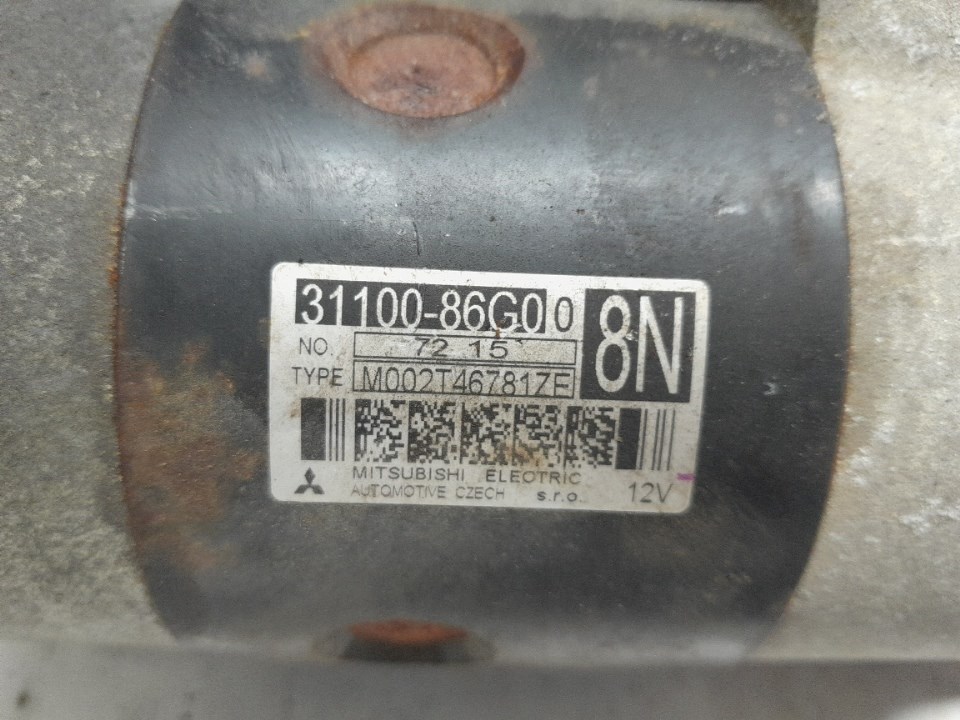 31100-86G00 8N
NO. 72 15
TYPE M002T46781ZE
MITSUBISHI ELECTRIC
AUTOMOTIVE CZECH s.r.o. 12V